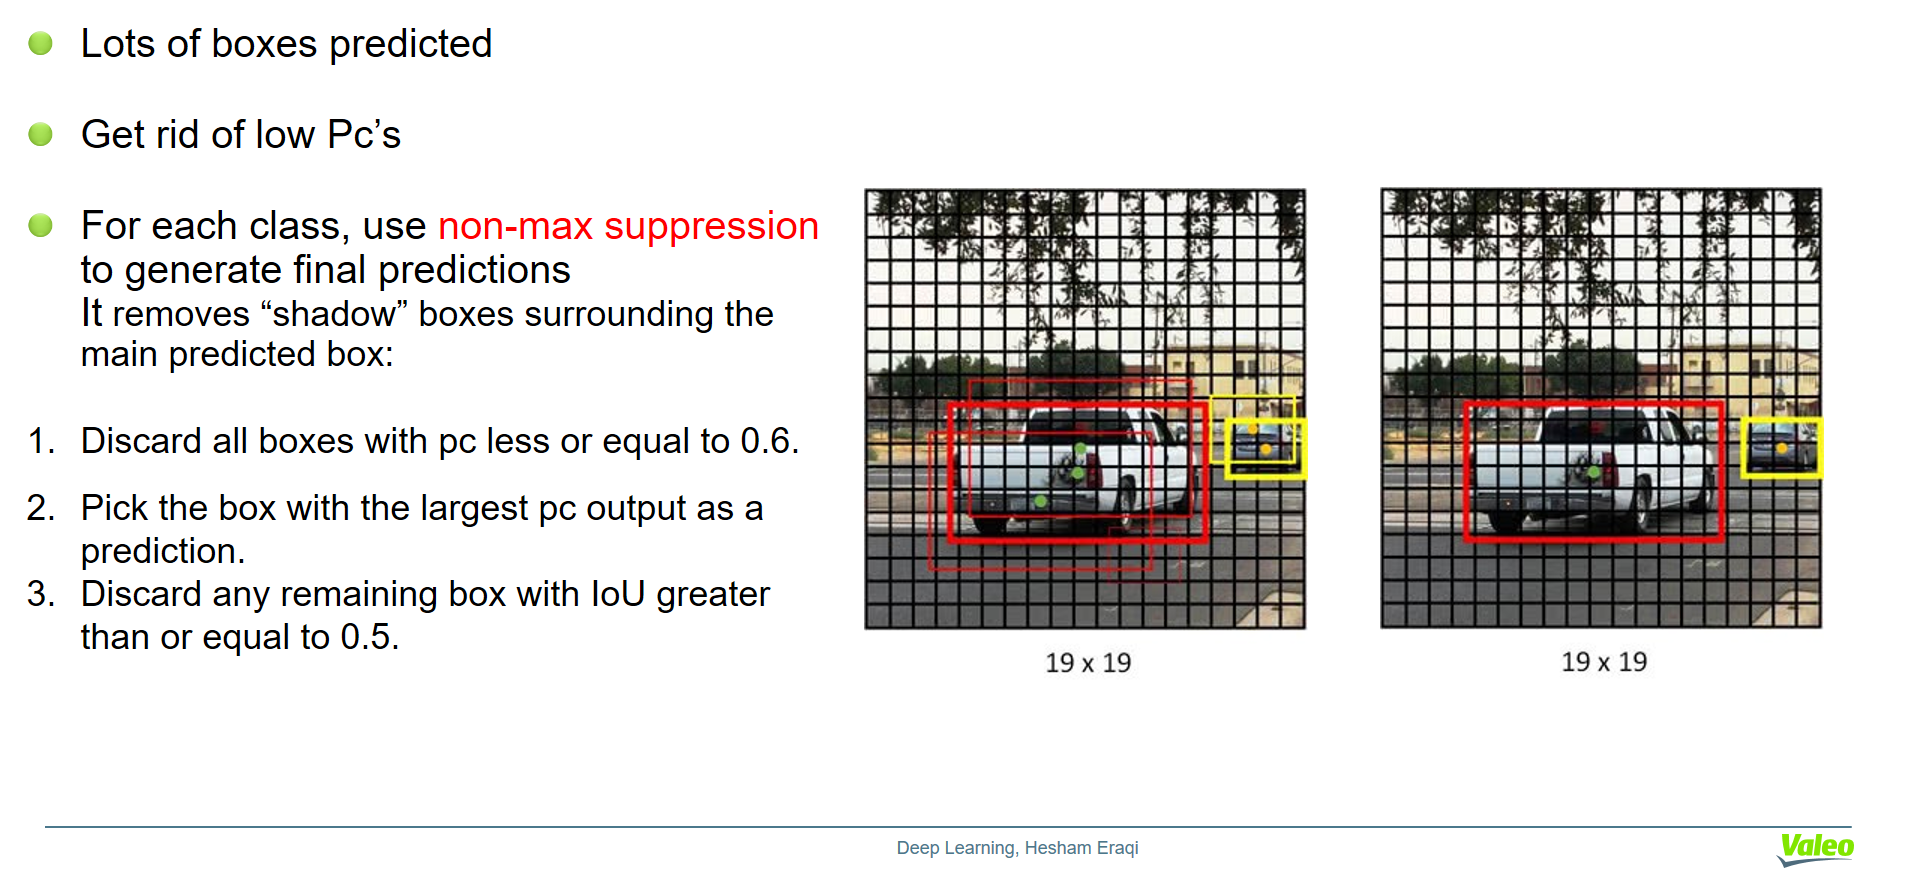 Lots of boxes predicted
Get rid of low Pc’s
For each class, use non-max suppression
to generate final predictions
It removes “shadow” boxes surrounding the
main predicted box:
1. Discard all boxes with pc less or equal to 0.6.
2. Pick the box with the largest pc output as a
prediction.
3. Discard any remaining box with IoU greater
than or equal to 0.5.
19 x 19
19 x 19
Deep Learning, Hesham Eraqi
Valeo